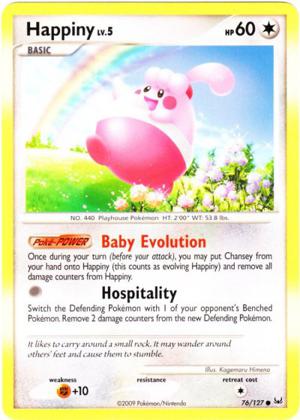 Happiny LV.5 HP 60
BASIC
NO. 440 Playhouse Pokémon HT: 2'00" WT: 53.8 lbs.
Poké-POWER Baby Evolution
Once during your turn (before your attack), you may put Chansey from
your hand onto Happiny (this counts as evolving Happiny) and remove all
damage counters from Happiny.
Hospitality
Switch the Defending Pokémon with 1 of your opponent's Benched
Pokémon. Remove 2 damage counters from the new Defending Pokémon.
It likes to carry around a small rock. It may wander around
others' feet and cause them to stumble.
Illus. Kagemaru Himeno
weakness resistance retreat cost
+10
©2009 Pokémon/Nintendo 76/127